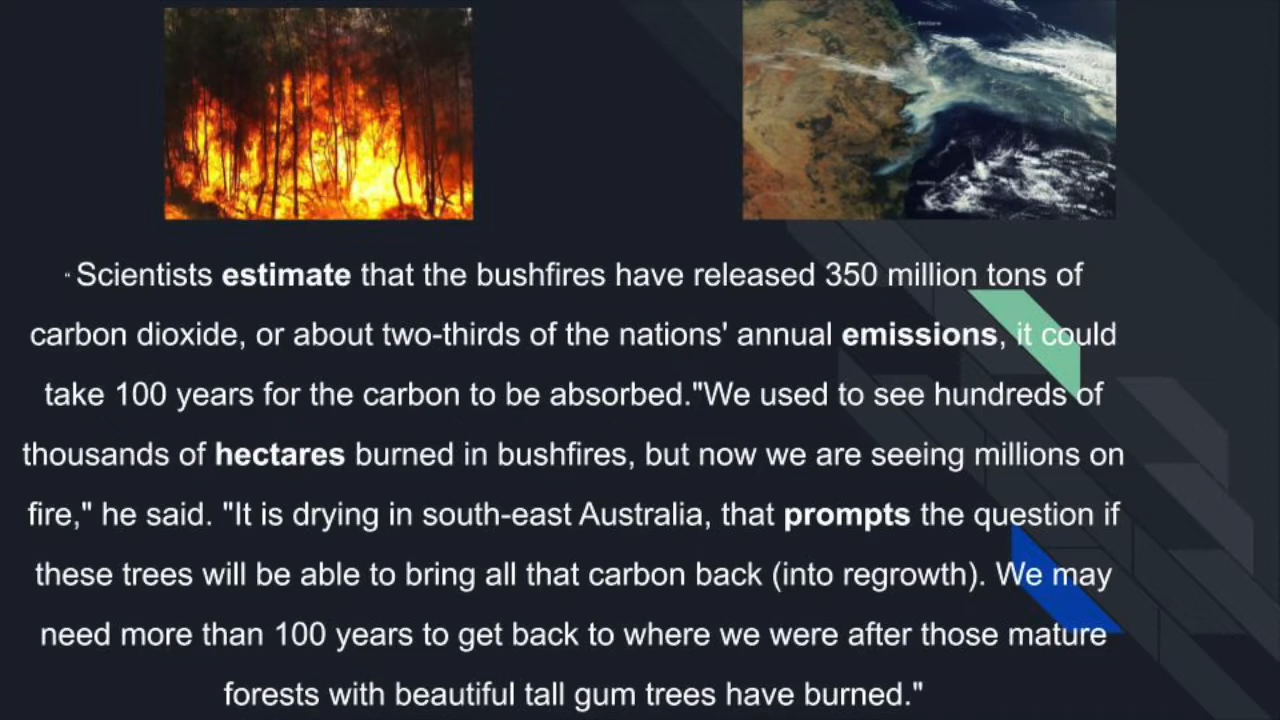 "Scientists estimate that the bushfires have released 350 million tons of
carbon dioxide, or about two-thirds of the nations' annual emissions, it could
take 100 years for the carbon to be absorbed."We used to see hundreds of
thousands of hectares burned in bushfires, but now we are seeing millions on
fire," he said. "It is drying in south-east Australia, that prompts the question if
these trees will be able to bring all that carbon back (into regrowth). We may
need more than 100 years to get back to where we were after those mature
forests with beautiful tall gum trees have burned."